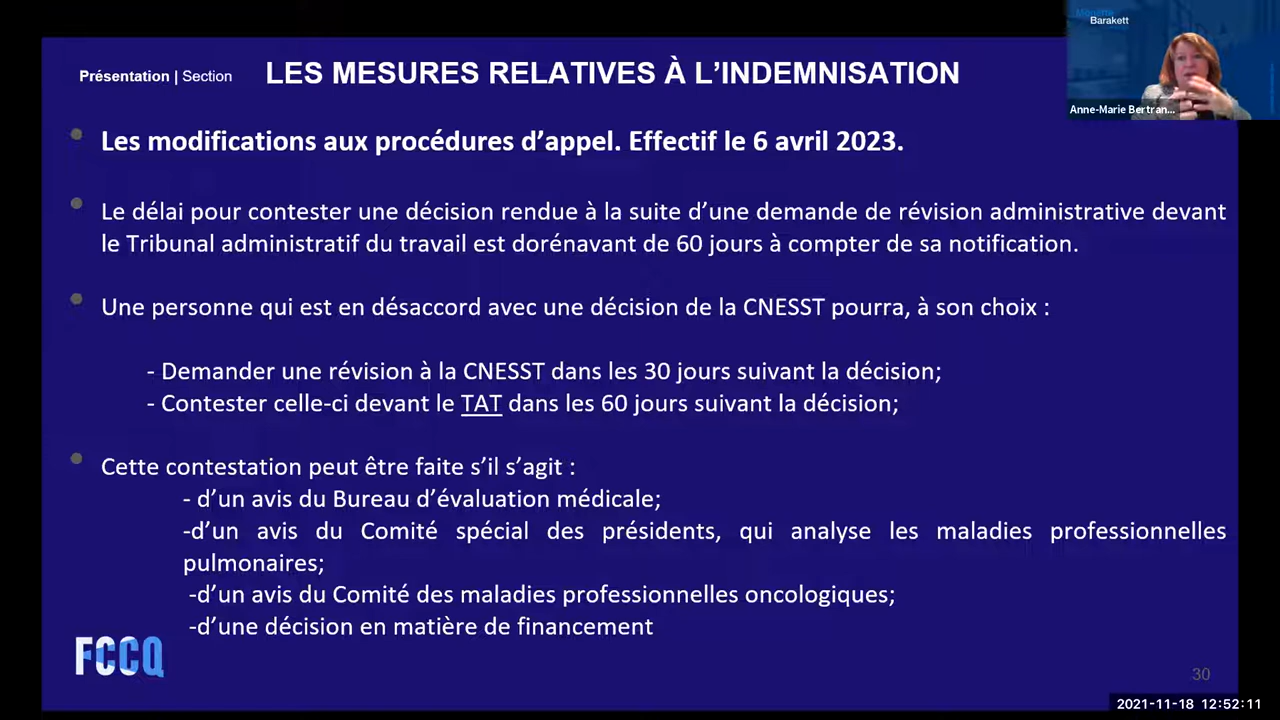 Barakett
Anne-Marie Bertran...
Présentation | Section
LES MESURES RELATIVES À L’INDEMNISATION
Les modifications aux procédures d’appel. Effectif le 6 avril 2023.
Le délai pour contester une décision rendue à la suite d’une demande de révision administrative devant
le Tribunal administratif du travail est dorénavant de 60 jours à compter de sa notification.
Une personne qui est en désaccord avec une décision de la CNESST pourra, à son choix :
- Demander une révision à la CNESST dans les 30 jours suivant la décision;
- Contester celle-ci devant le TAT dans les 60 jours suivant la décision;
Cette contestation peut être faite s’il s’agit :
- d’un avis du Bureau d’évaluation médicale;
-d’un avis du Comité spécial des présidents, qui analyse les maladies professionnelles
pulmonaires;
-d’un avis du Comité des maladies professionnelles oncologiques;
-d’une décision en matière de financement
FCCQ
30
2021-11-18 12:52:11